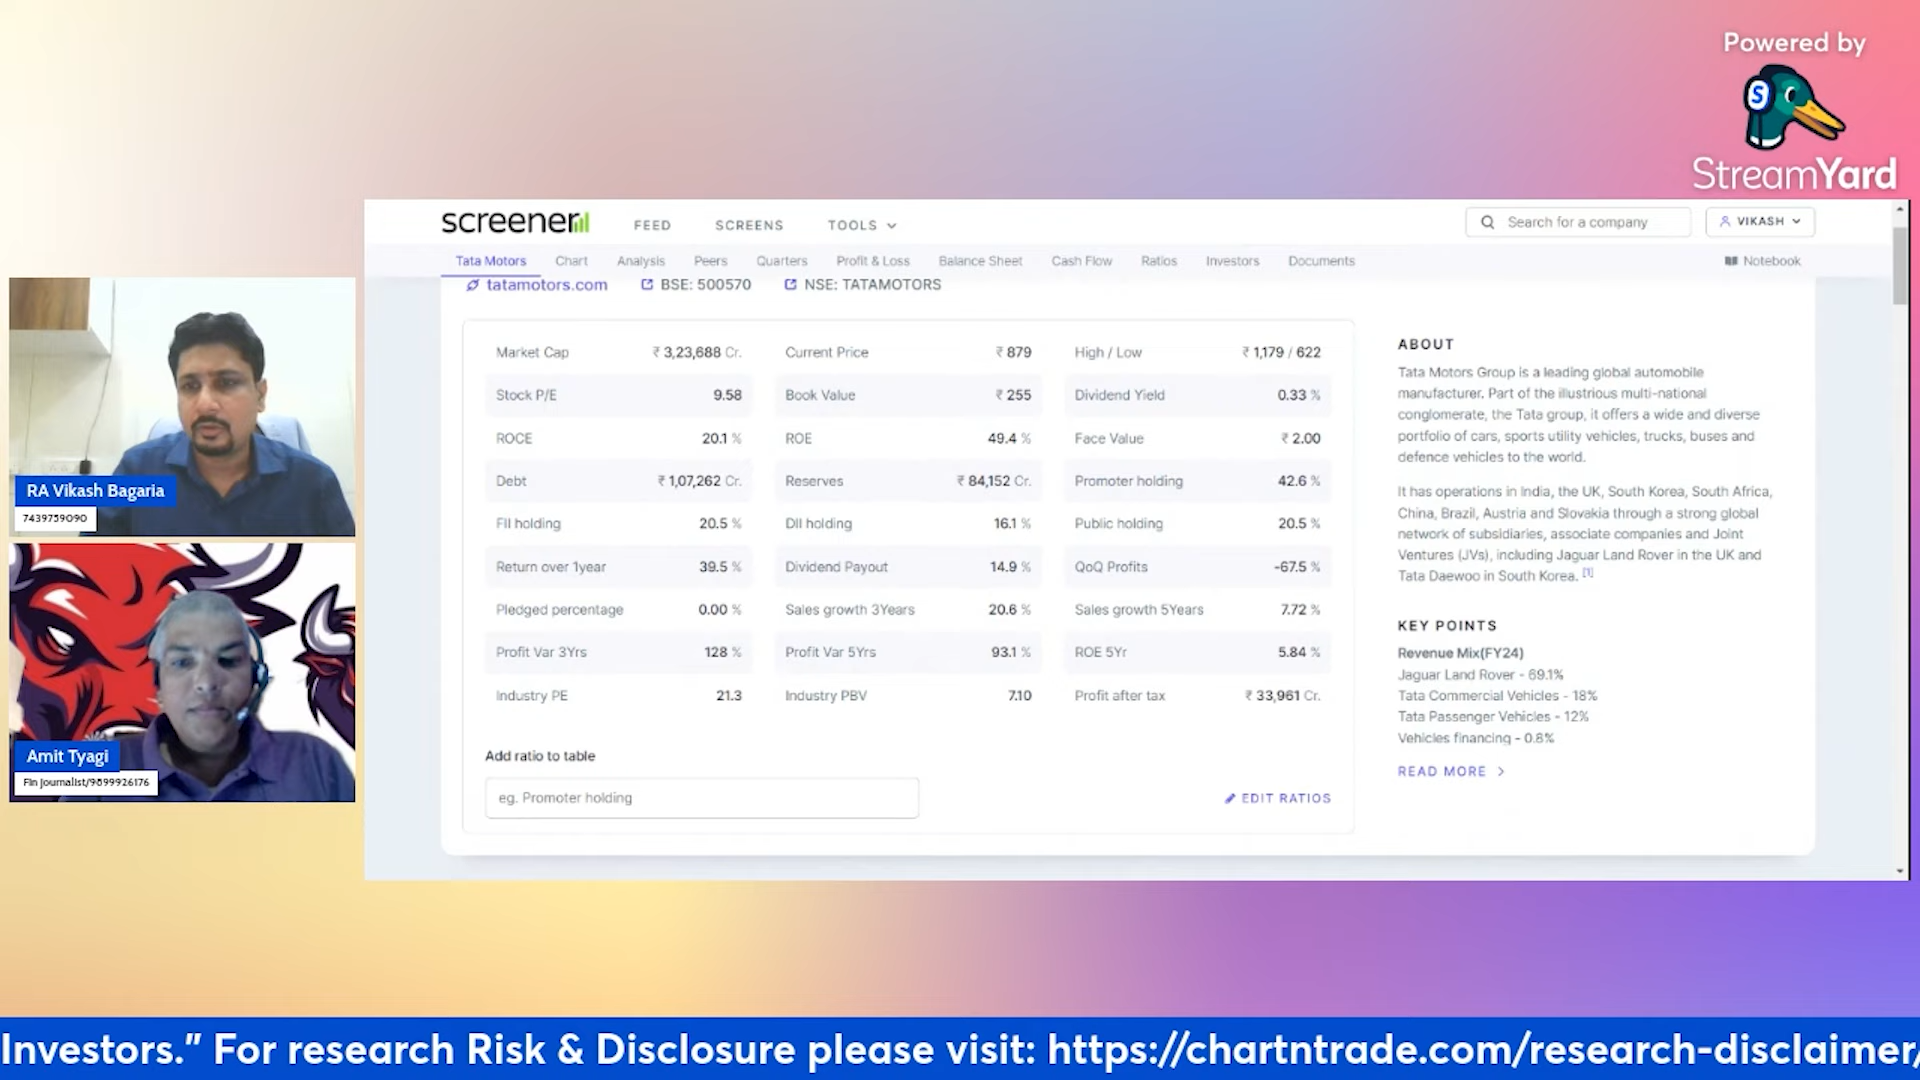 Powered by
StreamYard
screener
FEED
SCREENS
TOOLS
Search for a company
VIKASH
Tata Motors
Chart
Analysis
Peers
Quarters
Profit & Loss
Balance Sheet
Cash Flow
Ratios
Investors
Documents
Notebook
tatamotors.com
BSE: 500570
NSE: TATAMOTORS
Market Cap ₹ 3,23,688 Cr.
Current Price ₹ 879
High / Low ₹ 1,179 / 622
Stock P/E 9.58
Book Value ₹ 255
Dividend Yield 0.33 %
ROCE 20.1 %
ROE 49.4 %
Face Value ₹ 2.00
Debt ₹ 1,07,262 Cr.
Reserves ₹ 84,152 Cr.
Promoter holding 42.6 %
FII holding 20.5 %
DII holding 16.1 %
Public holding 20.5 %
Return over 1year 39.5 %
Dividend Payout 14.9 %
QoQ Profits -67.5 %
Pledged percentage 0.00 %
Sales growth 3Years 20.6 %
Sales growth 5Years 7.72 %
Profit Var 3Yrs 128 %
Profit Var 5Yrs 93.1 %
ROE 5Yr 5.84 %
Industry PE 21.3
Industry PBV 7.10
Profit after tax ₹ 33,961 Cr.
Add ratio to table
eg. Promoter holding
EDIT RATIOS
ABOUT
Tata Motors Group is a leading global automobile
manufacturer. Part of the illustrious multi-national
conglomerate, the Tata group, it offers a wide and diverse
portfolio of cars, sports utility vehicles, trucks, buses and
defence vehicles to the world.
It has operations in India, the UK, South Korea, South Africa,
China, Brazil, Austria and Slovakia through a strong global
network of subsidiaries, associate companies and Joint
Ventures (JVs), including Jaguar Land Rover in the UK and
Tata Daewoo in South Korea. [1]
KEY POINTS
Revenue Mix(FY24)
Jaguar Land Rover - 69.1%
Tata Commercial Vehicles - 18%
Tata Passenger Vehicles - 12%
Vehicles financing - 0.8%
READ MORE
RA Vikash Bagaria
7439759090
Amit Tyagi
Fin Journalist/9899926176
Investors.” For research Risk & Disclosure please visit: https://chartntrade.com/research-disclaimer/